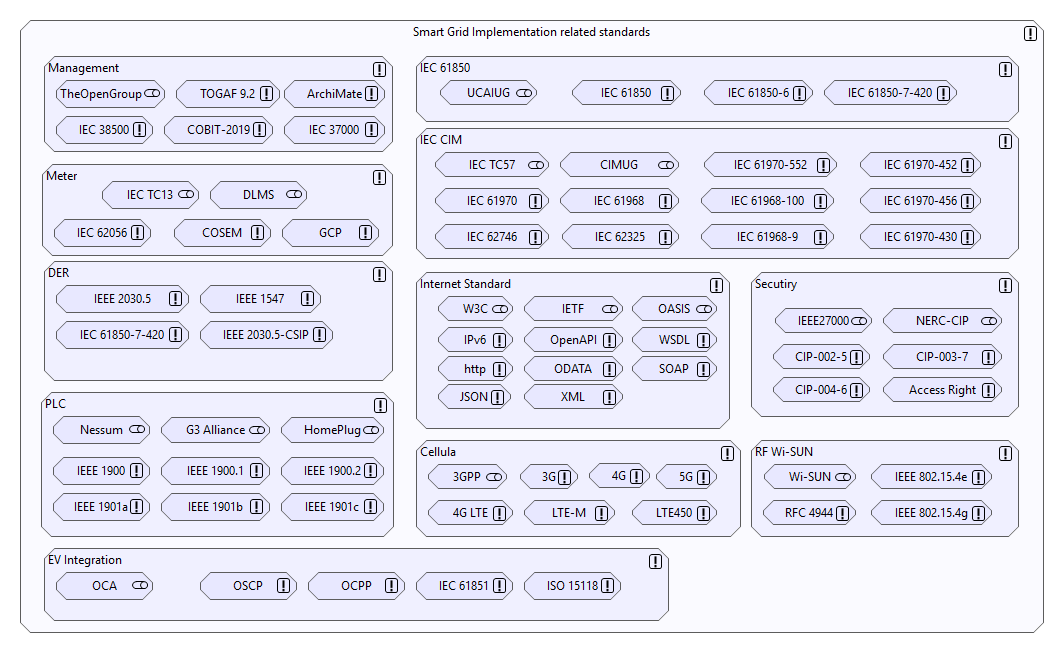 Smart Grid Implementation related standards
Management
TheOpenGroup
TOGAF 9.2
ArchiMate
IEC 38500
COBIT-2019
IEC 37000
IEC 61850
UCAIUG
IEC 61850
IEC 61850-6
IEC 61850-7-420
Meter
IEC TC13
DLMS
IEC 62056
COSEM
GCP
IEC CIM
IEC TC57
CIMUG
IEC 61970-552
IEC 61970-452
IEC 61970
IEC 61968
IEC 61968-100
IEC 61970-456
IEC 62746
IEC 62325
IEC 61968-9
IEC 61970-430
DER
IEEE 2030.5
IEEE 1547
IEC 61850-7-420
IEEE 2030.5-CSIP
Internet Standard
W3C
IETF
OASIS
IPv6
OpenAPI
WSDL
http
ODATA
SOAP
JSON
XML
Secutiry
IEEE27000
NERC-CIP
CIP-002-5
CIP-003-7
CIP-004-6
Access Right
PLC
Nessum
G3 Alliance
HomePlug
IEEE 1900
IEEE 1900.1
IEEE 1900.2
IEEE 1901a
IEEE 1901b
IEEE 1901c
Cellula
3GPP
3G
4G
5G
4G LTE
LTE-M
LTE450
RF Wi-SUN
Wi-SUN
IEEE 802.15.4e
RFC 4944
IEEE 802.15.4g
EV Integration
OCA
OSCP
OCPP
IEC 61851
ISO 15118